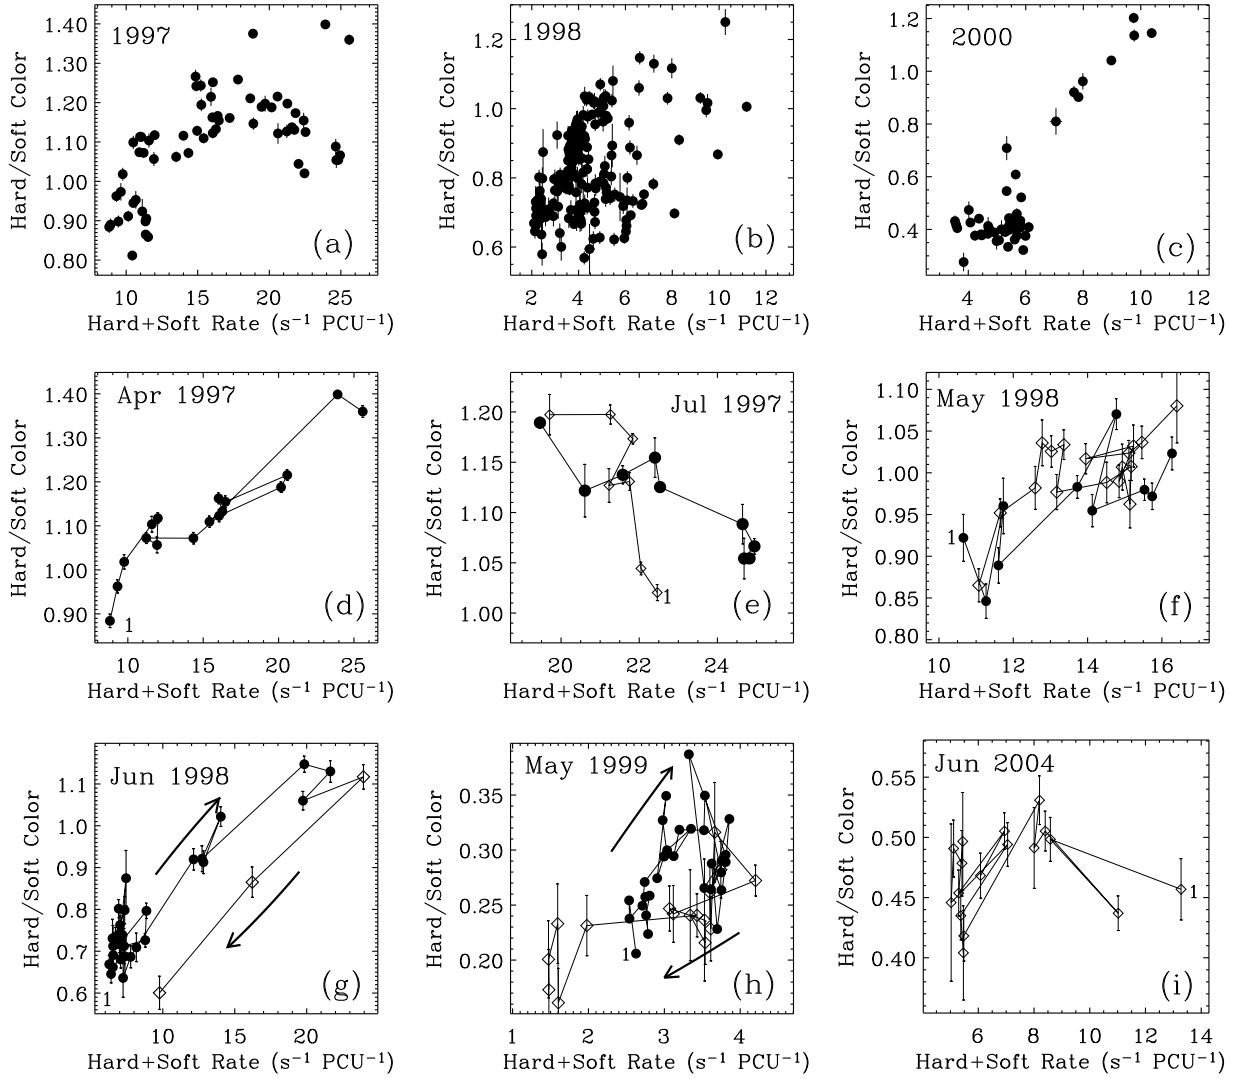 1.40
1.30
1.20
1.10
1.00
0.90
0.80
Hard/Soft Color
1997
(a)
10 15 20 25
Hard+Soft Rate (s⁻¹ PCU⁻¹)
1.2
1.0
0.8
0.6
Hard/Soft Color
1998
(b)
2 4 6 8 10 12
Hard+Soft Rate (s⁻¹ PCU⁻¹)
1.2
1.0
0.8
0.6
0.4
Hard/Soft Color
2000
(c)
4 6 8 10 12
Hard+Soft Rate (s⁻¹ PCU⁻¹)
1.40
1.30
1.20
1.10
1.00
0.90
Hard/Soft Color
Apr 1997
1
(d)
10 15 20 25
Hard+Soft Rate (s⁻¹ PCU⁻¹)
1.20
1.15
1.10
1.05
1.00
Hard/Soft Color
Jul 1997
1
(e)
20 22 24
Hard+Soft Rate (s⁻¹ PCU⁻¹)
1.10
1.05
1.00
0.95
0.90
0.85
0.80
Hard/Soft Color
May 1998
1
(f)
10 12 14 16
Hard+Soft Rate (s⁻¹ PCU⁻¹)
1.1
1.0
0.9
0.8
0.7
0.6
Hard/Soft Color
Jun 1998
1
(g)
10 15 20
Hard+Soft Rate (s⁻¹ PCU⁻¹)
0.35
0.30
0.25
0.20
Hard/Soft Color
May 1999
1
(h)
1 2 3 4
Hard+Soft Rate (s⁻¹ PCU⁻¹)
0.55
0.50
0.45
0.40
Hard/Soft Color
Jun 2004
1
(i)
6 8 10 12 14
Hard+Soft Rate (s⁻¹ PCU⁻¹)